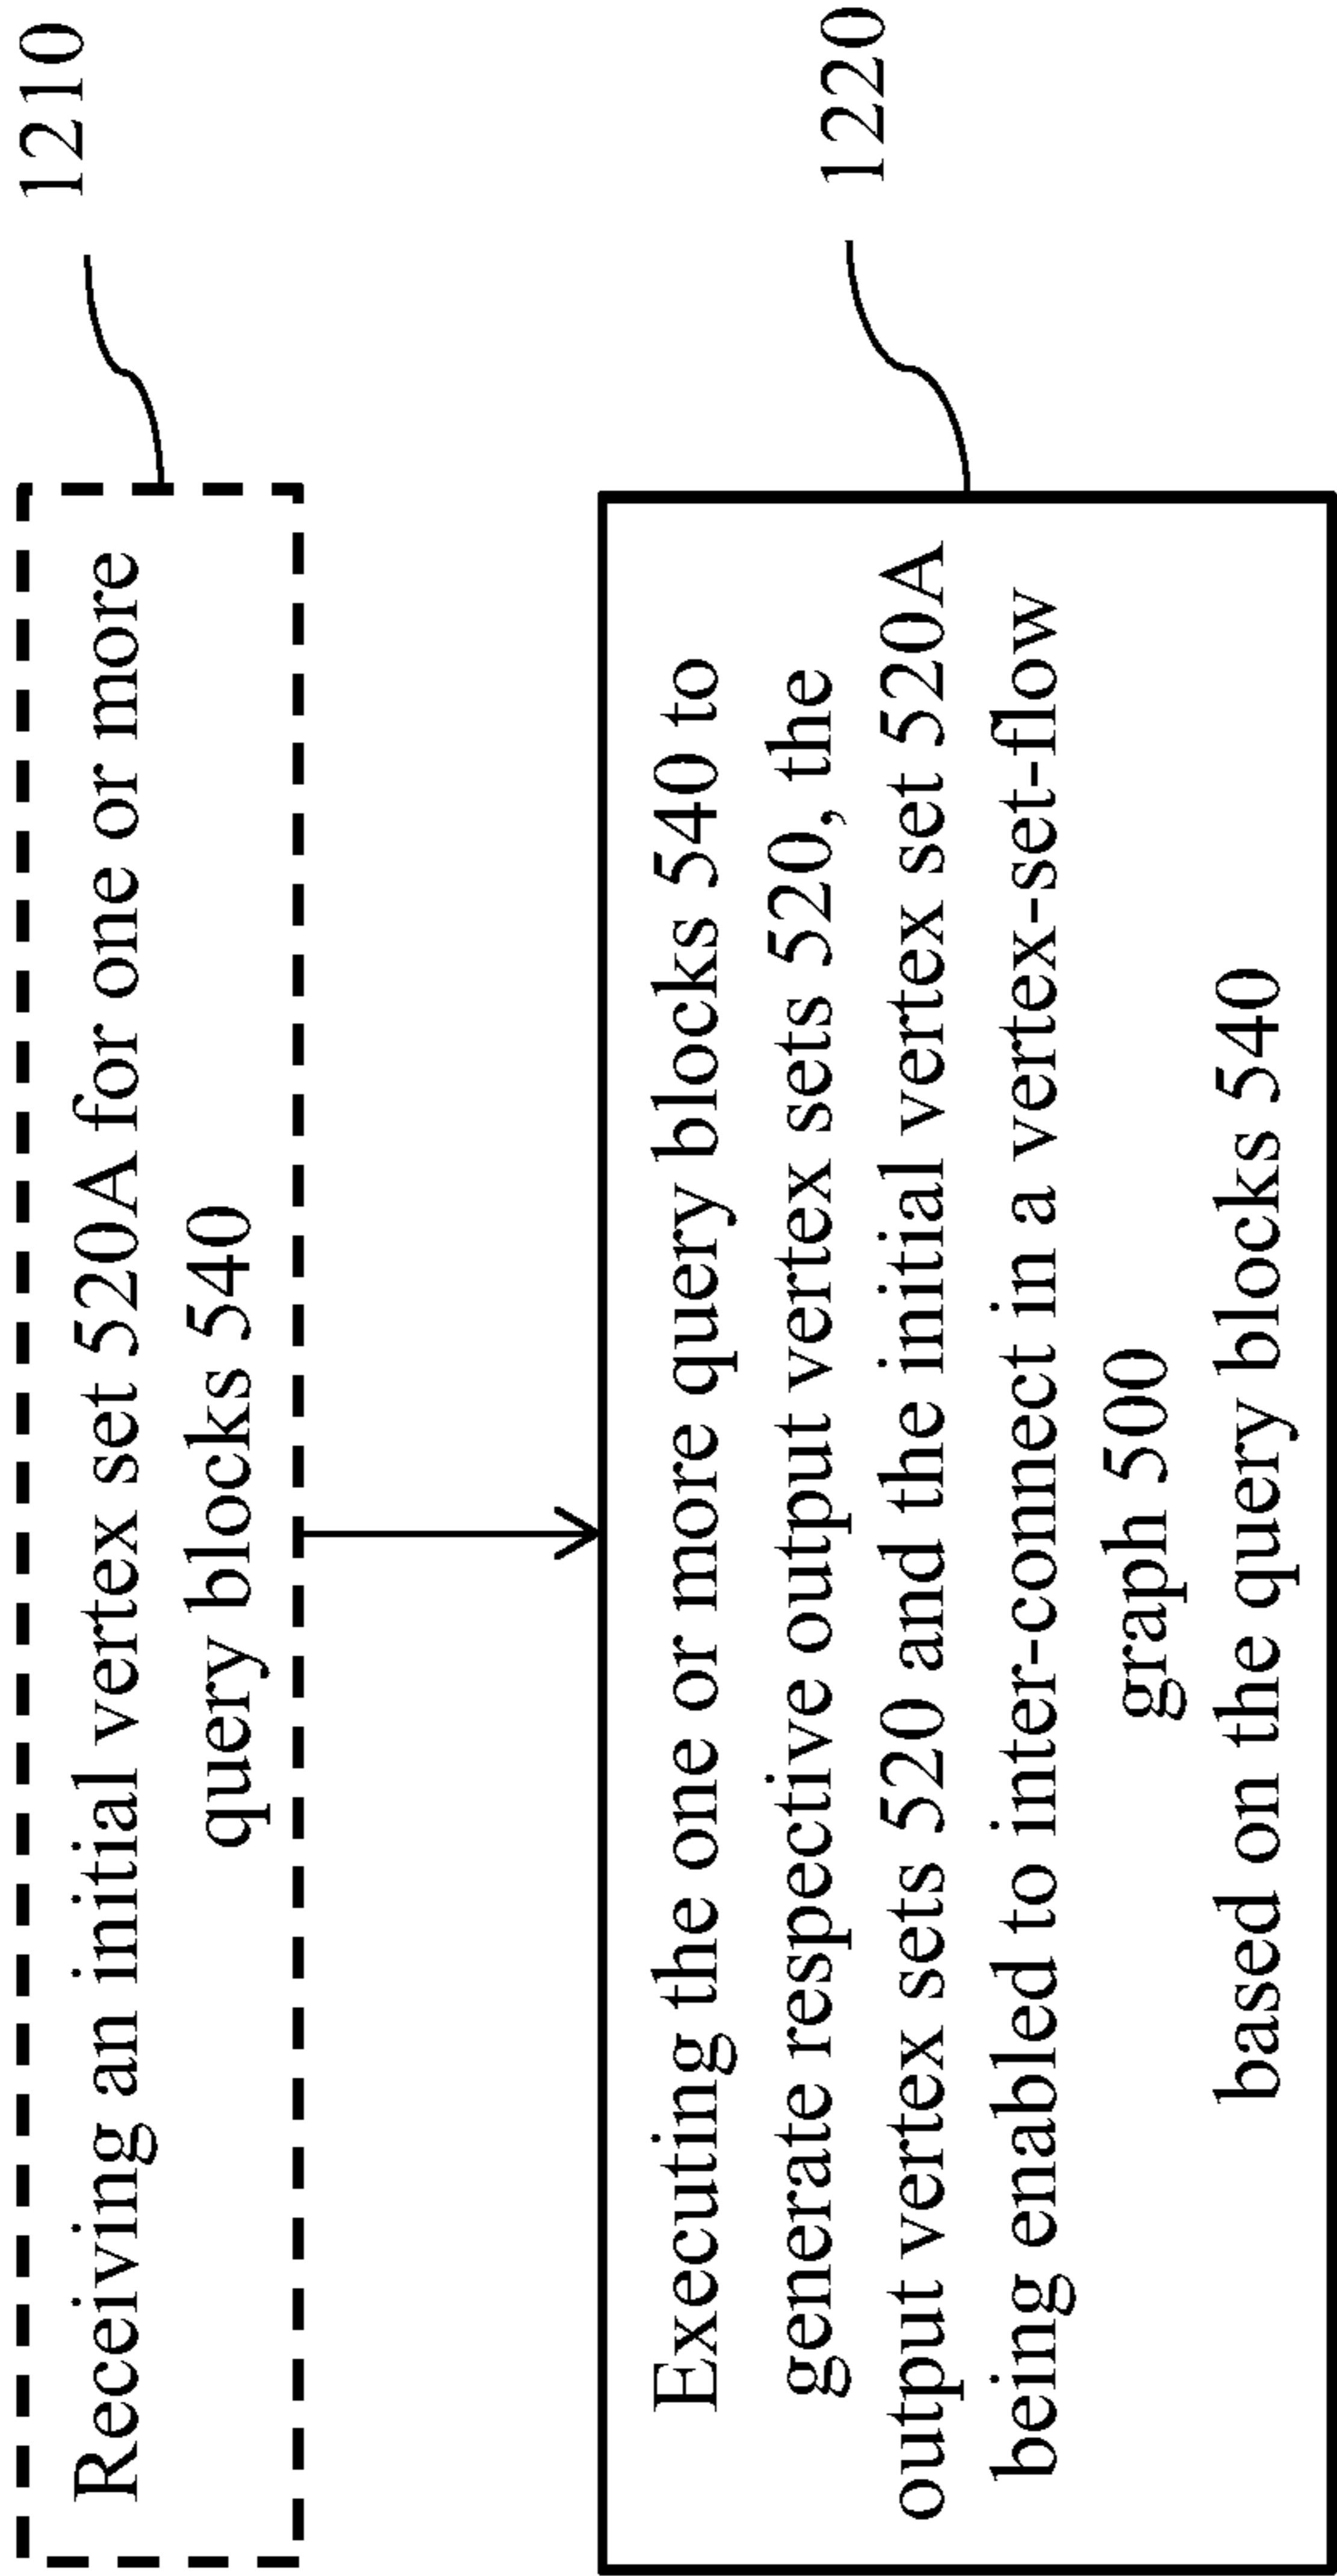 Receiving an initial vertex set 520A for one or more
query blocks 540
1210
Executing the one or more query blocks 540 to
generate respective output vertex sets 520, the
output vertex sets 520 and the initial vertex set 520A
being enabled to inter-connect in a vertex-set-flow
graph 500
based on the query blocks 540
1220